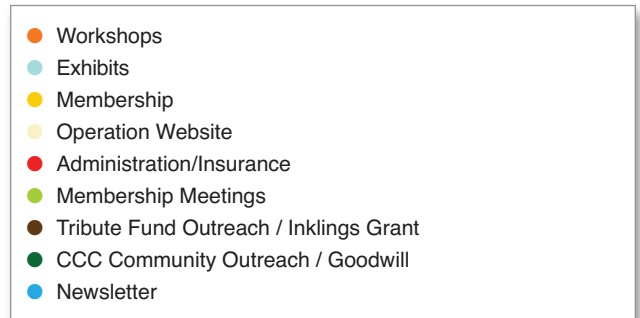 Workshops
Exhibits
Membership
Operation Website
Administration/Insurance
Membership Meetings
Tribute Fund Outreach / Inklings Grant
CCC Community Outreach / Goodwill
Newsletter